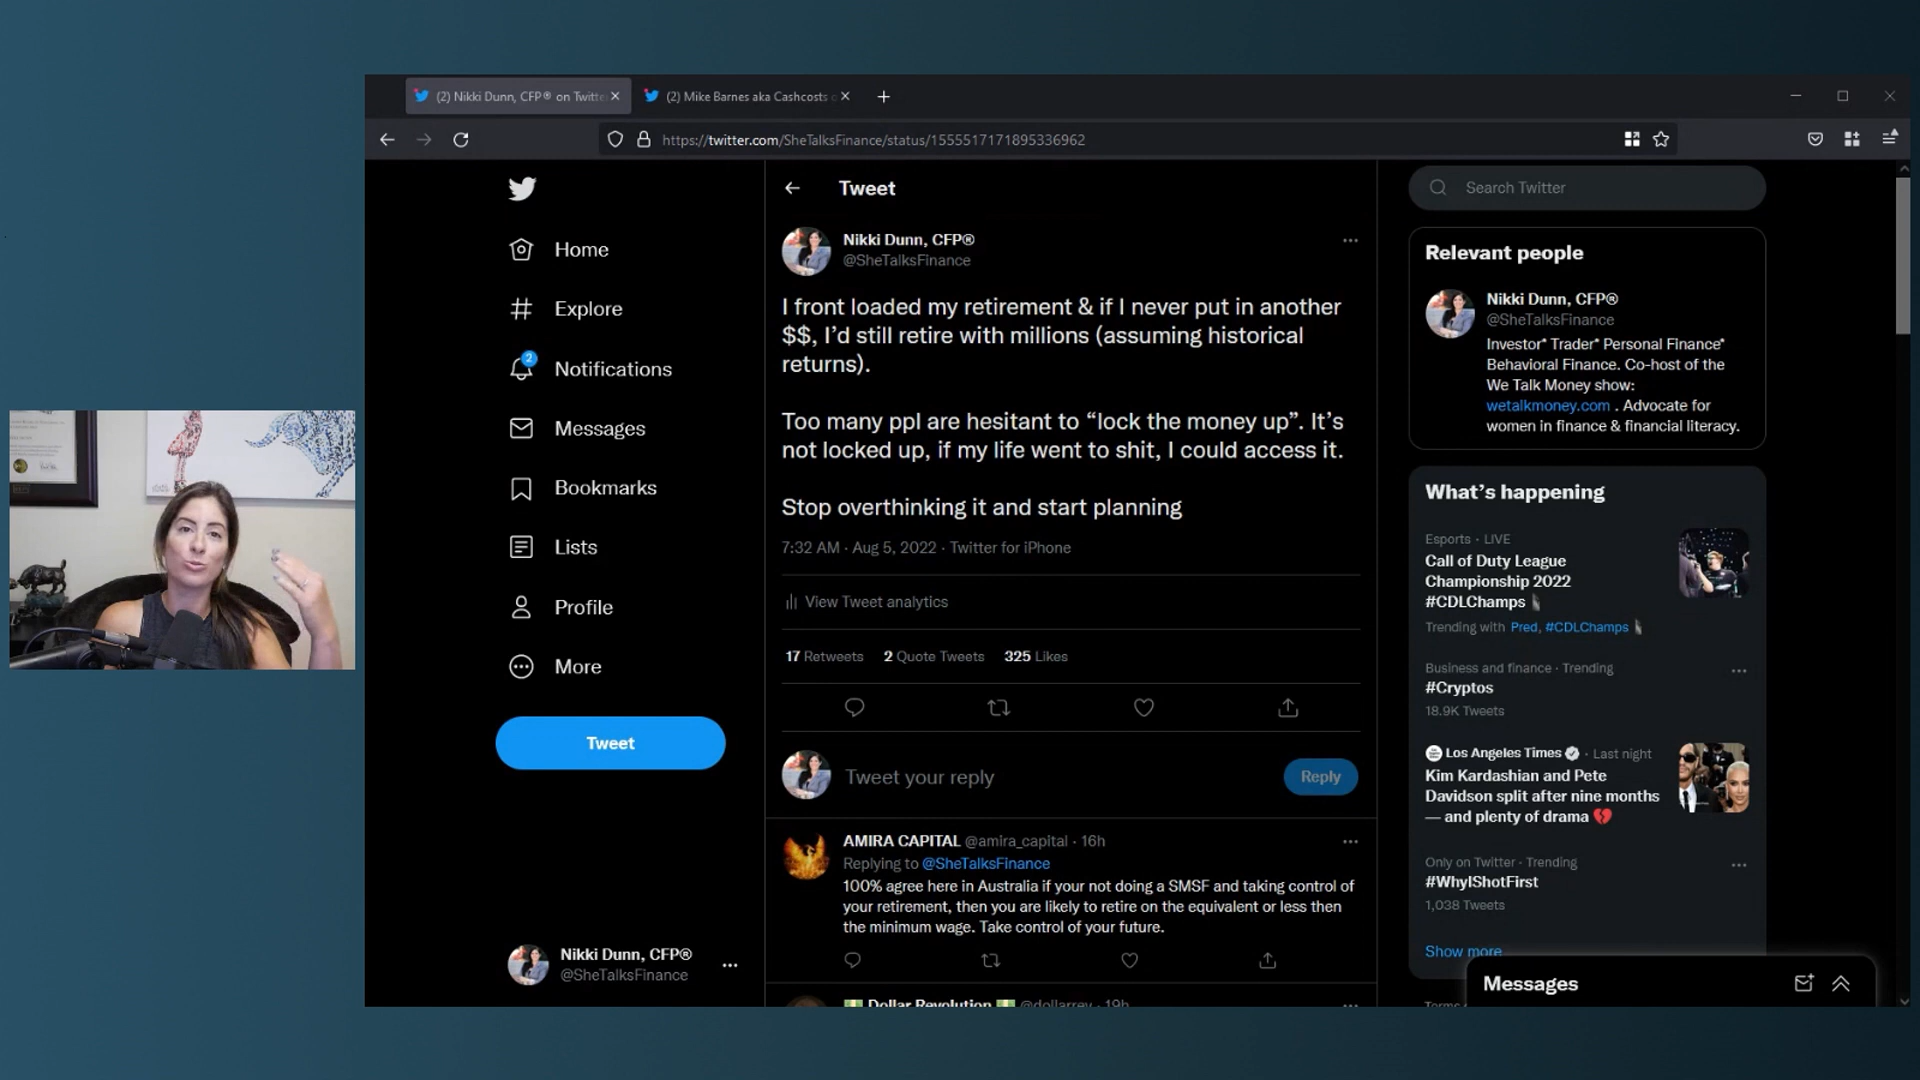 (2) Nikki Dunn, CFP® on Twitte
(2) Mike Barnes aka Cashcosts o
https://twitter.com/SheTalksFinance/status/1555517171895336962
Home
Explore
2
Notifications
Messages
Bookmarks
Lists
Profile
More
Tweet
Nikki Dunn, CFP®
@SheTalksFinance
Tweet
Nikki Dunn, CFP®
@SheTalksFinance
I front loaded my retirement & if I never put in another
$$, I’d still retire with millions (assuming historical
returns).
Too many ppl are hesitant to “lock the money up”. It’s
not locked up, if my life went to shit, I could access it.
Stop overthinking it and start planning
7:32 AM · Aug 5, 2022 · Twitter for iPhone
View Tweet analytics
17 Retweets 2 Quote Tweets 325 Likes
Tweet your reply
Reply
AMIRA CAPITAL @amira_capital · 16h
Replying to @SheTalksFinance
100% agree here in Australia if your not doing a SMSF and taking control of
your retirement, then you are likely to retire on the equivalent or less then
the minimum wage. Take control of your future.
Dollar Revolution @dollarrev · 19h
Search Twitter
Relevant people
Nikki Dunn, CFP®
@SheTalksFinance
Investor* Trader* Personal Finance*
Behavioral Finance. Co-host of the
We Talk Money show:
wetalkmoney.com . Advocate for
women in finance & financial literacy.
What’s happening
Esports · LIVE
Call of Duty League
Championship 2022
#CDLChamps
Trending with Pred, #CDLChamps
Business and finance · Trending
#Cryptos
18.9K Tweets
Los Angeles Times · Last night
Kim Kardashian and Pete
Davidson split after nine months
— and plenty of drama
Only on Twitter · Trending
#WhyIShotFirst
1,038 Tweets
Show more
Terms
Messages